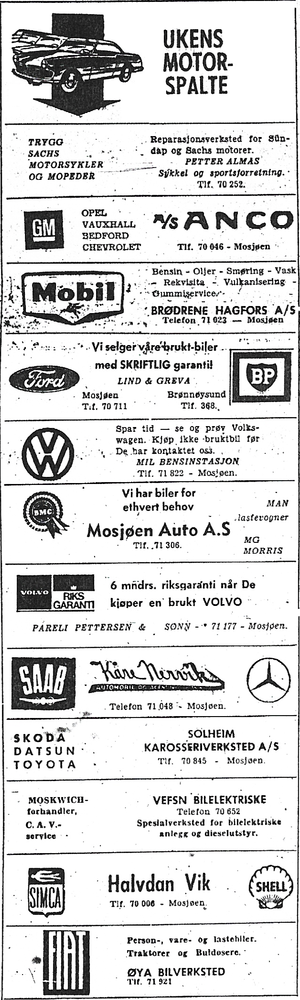 UKENS
MOTOR-
SPALTE
TRYGG
SACHS
MOTORSYKLER
OG MOPEDER
Reparasjonsverksted for Sün-
dap og Sachs motorer.
PETTER ALMÅS
Sykkel og sportsforretning.
Tlf. 70 252.
GM
OPEL
VAUXHALL
BEDFORD
CHEVROLET
A/S ANCO
Tlf. 70 046 - Mosjøen
Mobil
Bensin - Oljer - Smøring - Vask
- Rekvisita - Vulkanisering -
Gummiservice
BRØDRENE HAGFORS A/S
Telefon 71 023 — Mosjøen
Vi selger våre brukt-biler
med SKRIFTLIG garanti!
Ford
LIND & GREVA
Mosjøen Brønnøysund
Tlf. 70 711 Tlf. 368.
BP
VW
Spar tid — se og prøv Volks-
wagen. Kjøp ikke bruktbil før
De har kontaktet oss.
MIL BENSINSTASJON
Tlf. 71 822 - Mosjøen.
BMC
Vi har biler for
ethvert behov
Mosjøen Auto A.S
Tlf. 71 306.
MAN
lastevogner
MG
MORRIS
VOLVO
RIKS
GARANTI
6 mndrs. riksgaranti når De
kjøper en brukt VOLVO
PARELI PETTERSEN & SØNN - 71 177 - Mosjøen.
SAAB
Kåre Nervik
Telefon 71 048 - Mosjøen.
SKODA
DATSUN
TOYOTA
SOLHEIM
KAROSSERIVERKSTED A/S
Tlf. 70 845 - Mosjøen.
MOSKWICH-
forhandler,
C. A. V.-
service
VEFSN BILELEKTRISKE
Telefon 70 652
Spesialverksted for bilelektriske
anlegg og dieselutstyr.
SIMCA
Halvdan Vik
Tlf. 70 006 - Mosjøen
SHELL
FIAT
Person-, vare- og lastebiler.
Traktorer og Buldosere.
ØYA BILVERKSTED
Tlf. 71 921